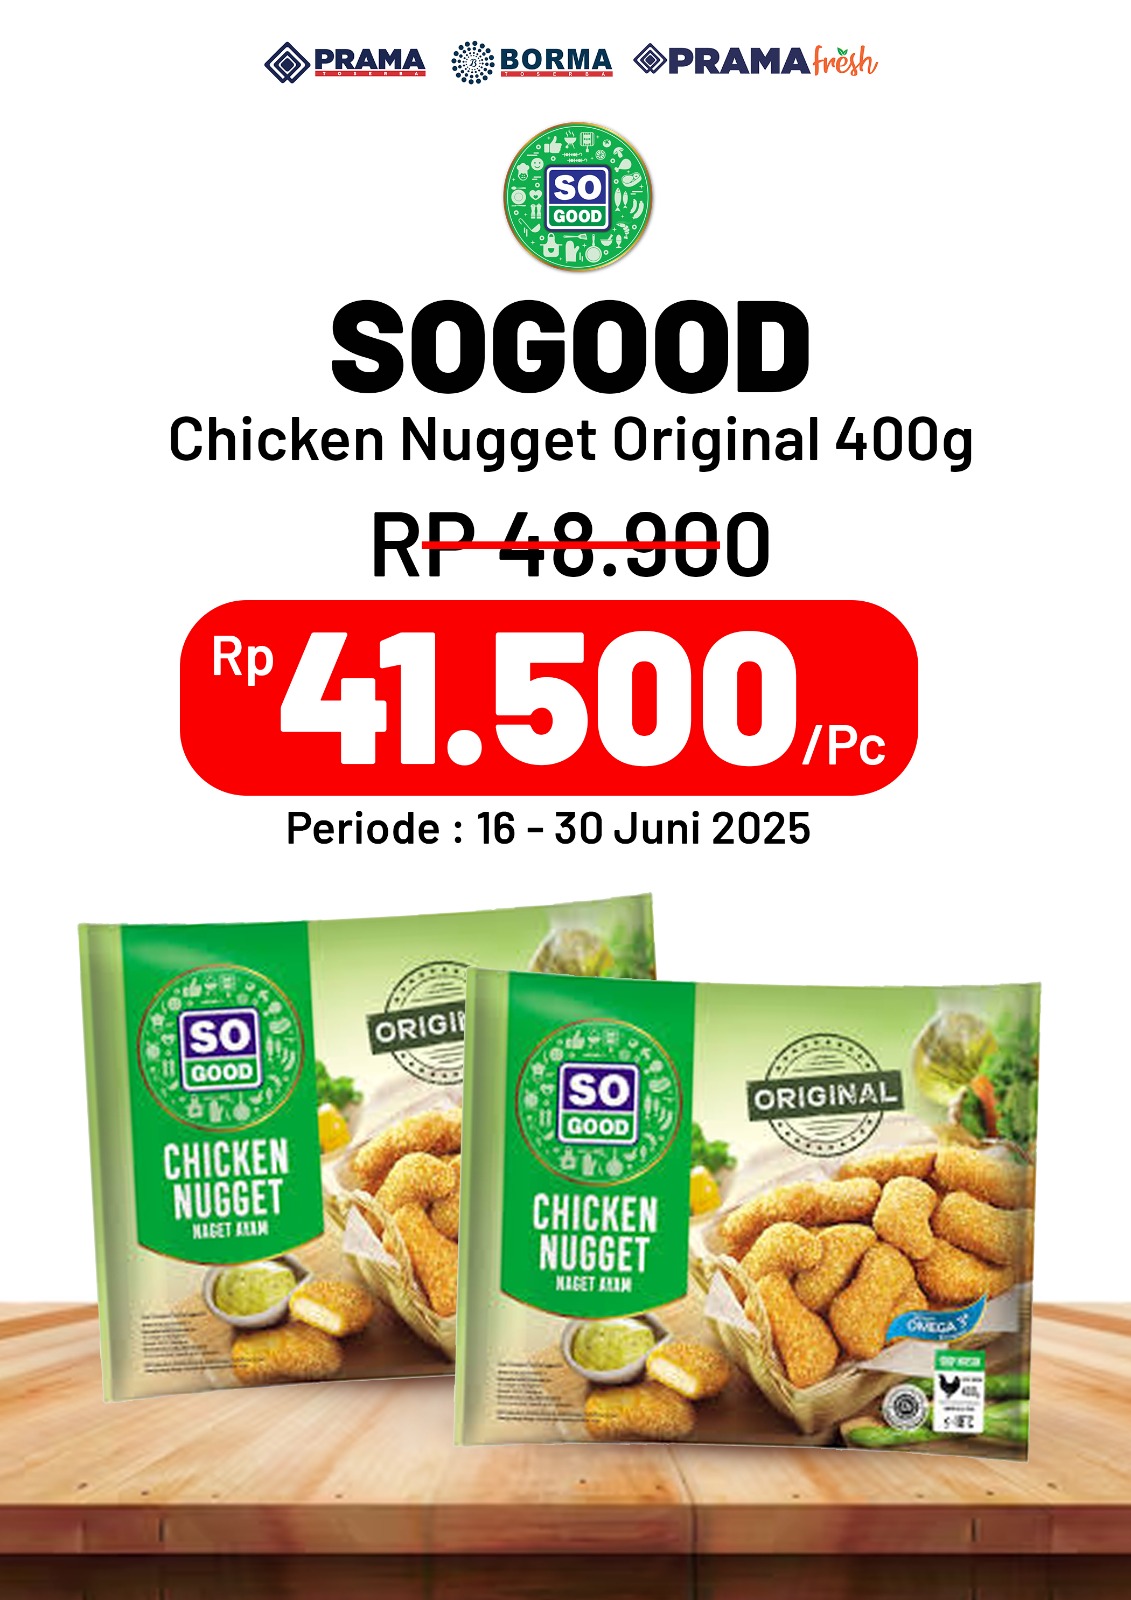 PRAMA
TOSERBA
BORMA
TOSERBA
PRAMA fresh
SO
GOOD
SOGOOD
Chicken Nugget Original 400g
RP 48.900
Rp 41.500/Pc
Periode : 16 - 30 Juni 2025
SO
GOOD
CHICKEN
NUGGET
NAGET AYAM
SO
GOOD
ORIGINAL
CHICKEN
NUGGET
NAGET AYAM
OMEGA 3
400g